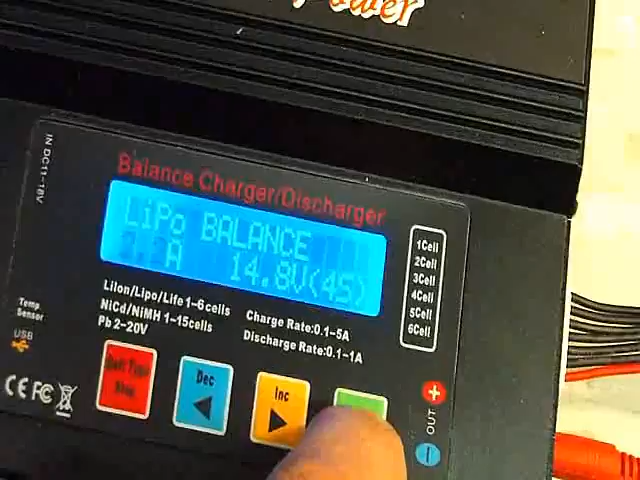 Power
IN DC11~18V
Balance Charger/Discharger
LiPo BALANCE
A 14.8V(4S)
1Cell
2Cell
3Cell
4Cell
5Cell
6Cell
LiIon/Lipo/Life 1~6cells
NiCd/NiMH 1~15cells
Pb 2~20V
Charge Rate:0.1~5A
Discharge Rate:0.1~1A
Temp
Sensor
USB
Batt Type
Stop
Dec
Inc
CE FC
+
OUT